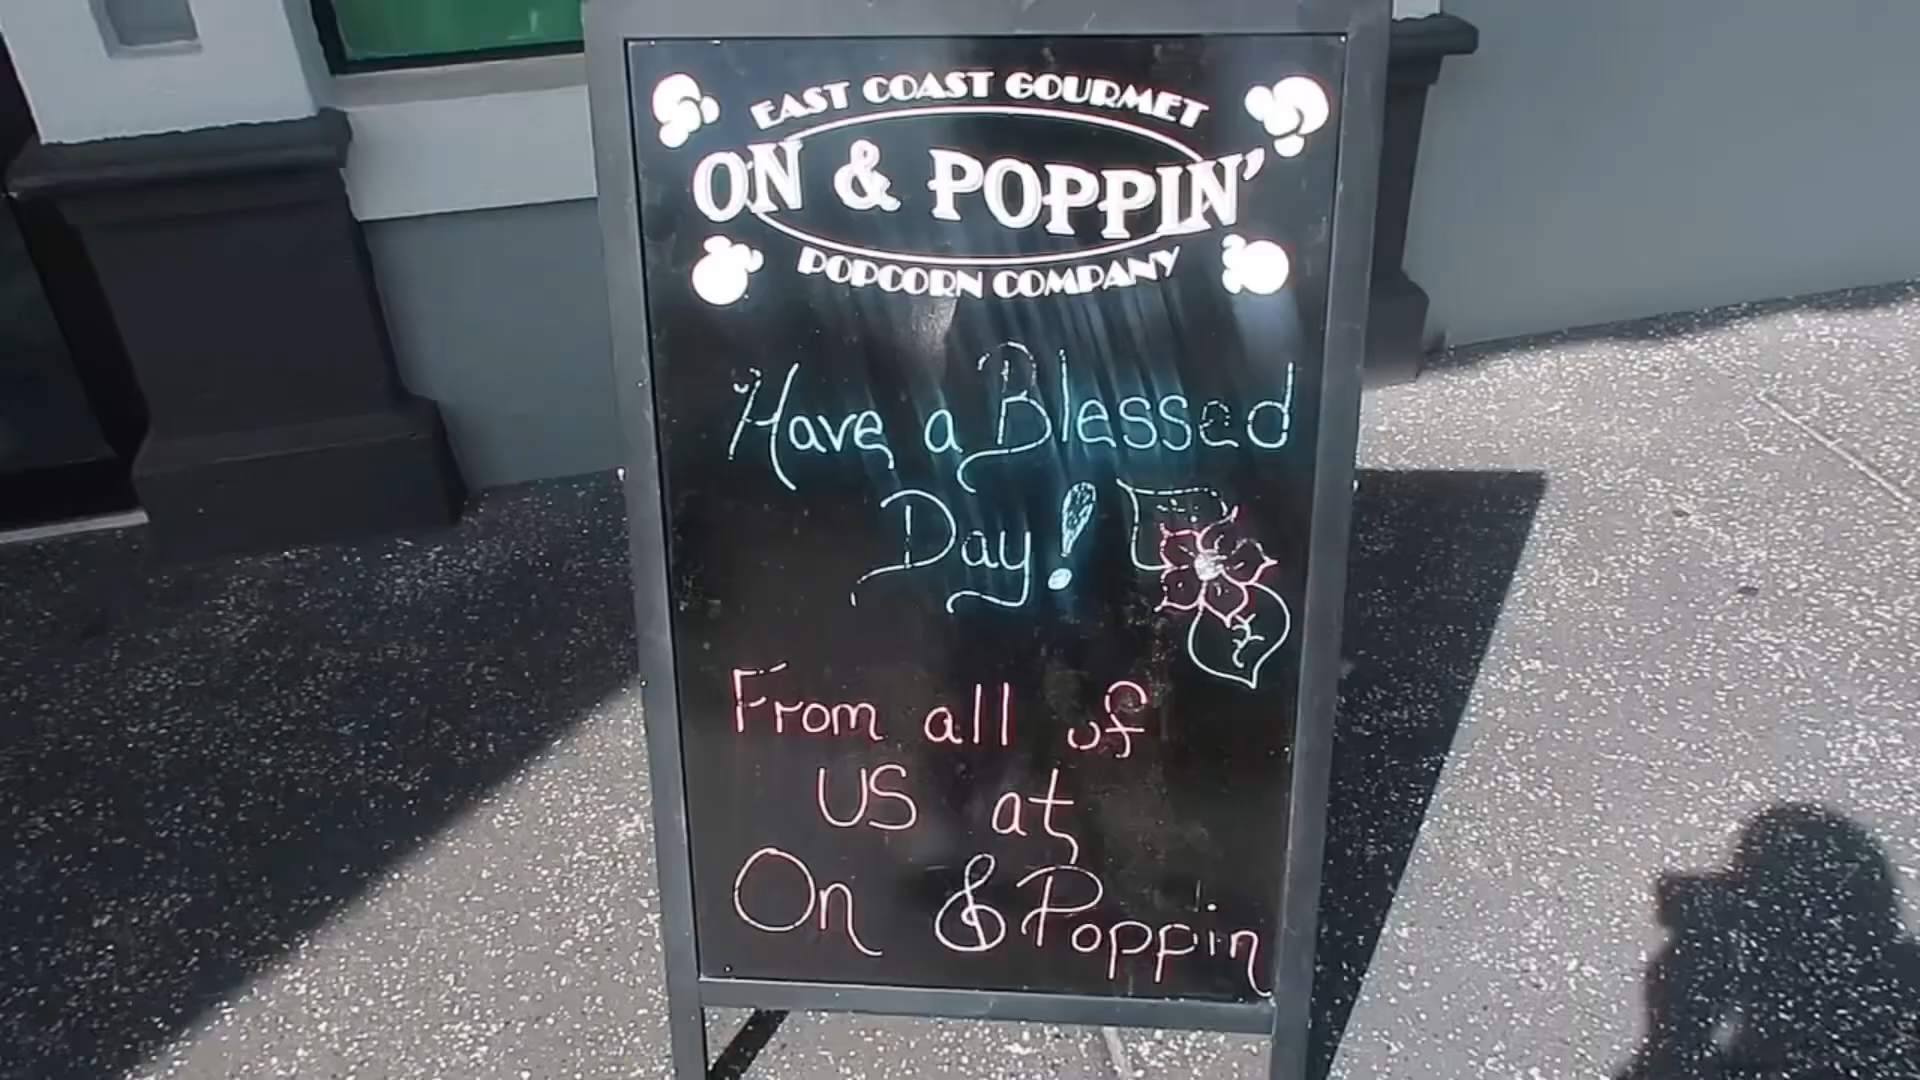 EAST COAST GOURMET
ON & POPPIN'
POPCORN COMPANY
Have a Blessed
Day!
From all of
US at
On & Poppin